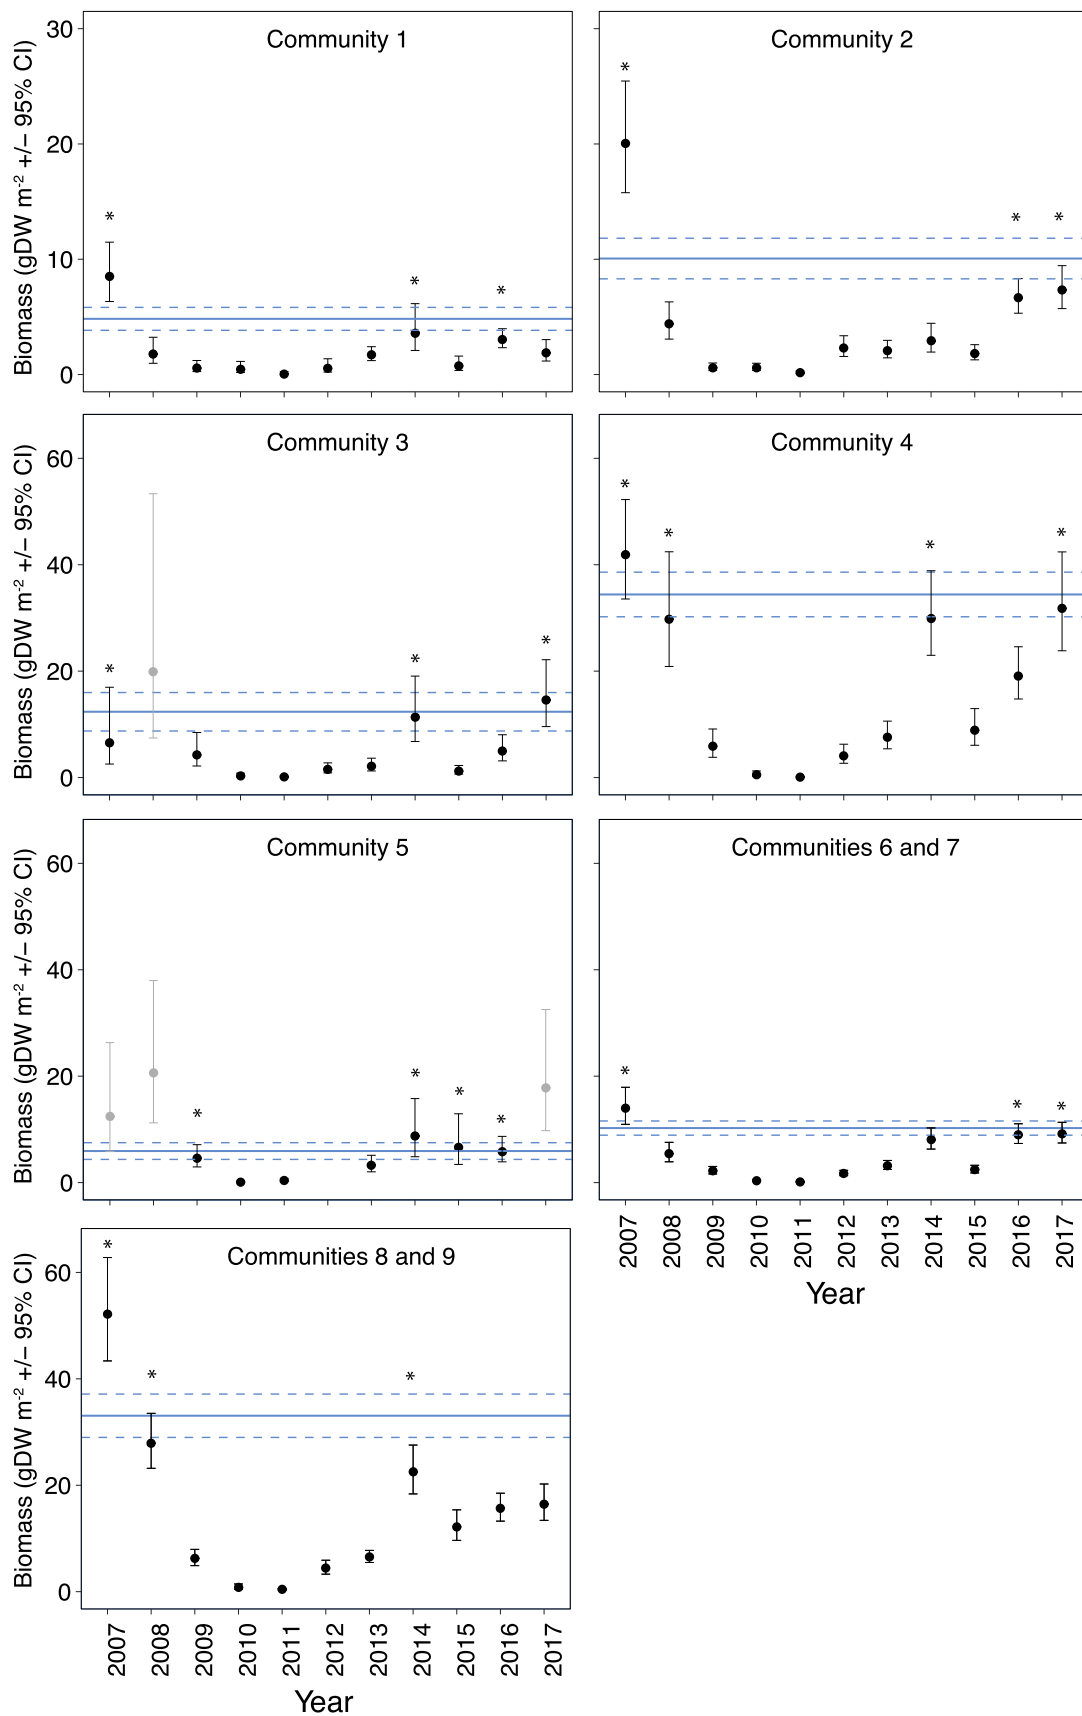 Community 1
Community 2
Biomass (gDW m-2 +/− 95% CI)
30
20
10
0
*
*
*
*
*
*
Community 3
Community 4
Biomass (gDW m-2 +/− 95% CI)
60
40
20
0
*
*
*
*
*
*
*
Community 5
Communities 6 and 7
Biomass (gDW m-2 +/− 95% CI)
60
40
20
0
*
*
*
*
*
*
*
2007 2008 2009 2010 2011 2012 2013 2014 2015 2016 2017
Year
Communities 8 and 9
Biomass (gDW m-2 +/− 95% CI)
60
40
20
0
*
*
*
2007 2008 2009 2010 2011 2012 2013 2014 2015 2016 2017
Year